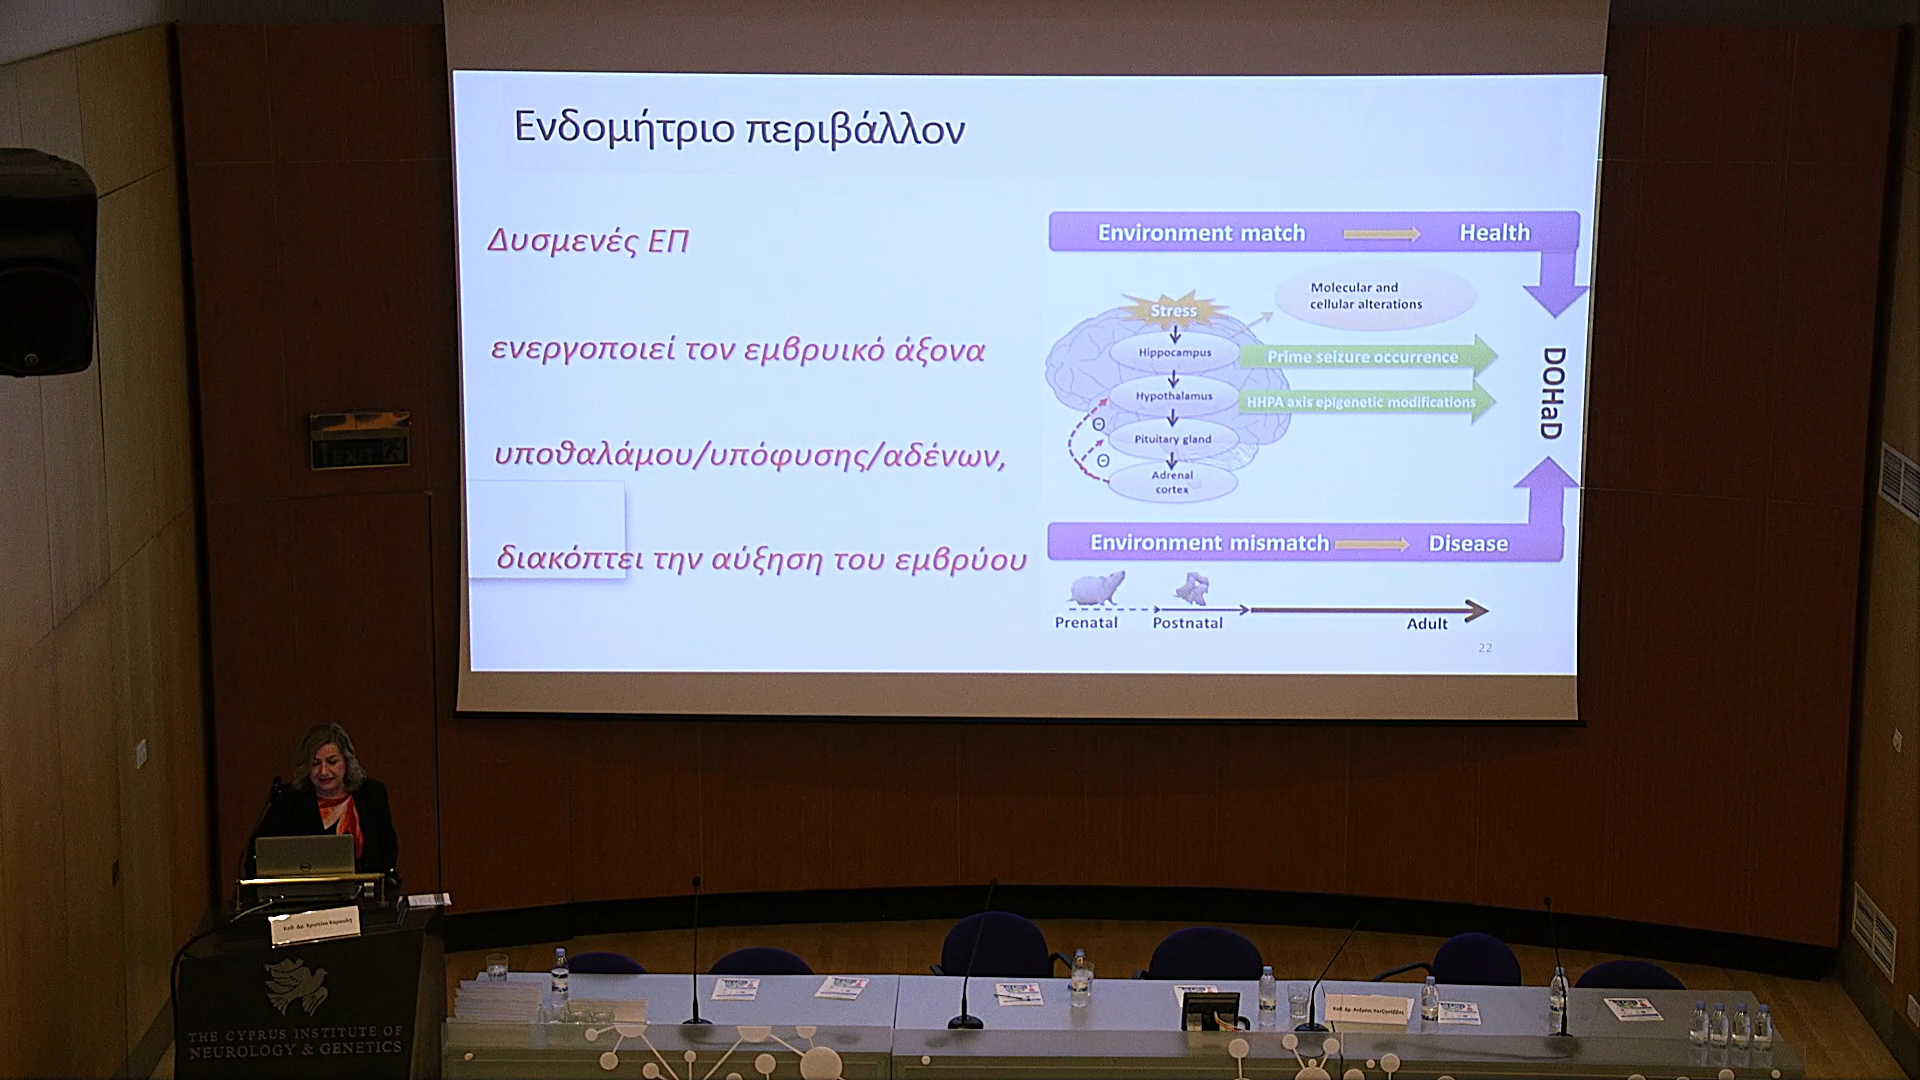 Ενδομήτριο περιβάλλον
Δυσμενές ΕΠ
ενεργοποιεί τον εμβρυικό άξονα
υποθαλάμου/υπόφυσης/αδένων,
διακόπτει την αύξηση του εμβρύου
Environment match
Health
Molecular and
cellular alterations
Stress
Hippocampus
Prime seizure occurrence
Hypothalamus
HHPA axis epigenetic modifications
Pituitary gland
Adrenal
cortex
DOHaD
Environment mismatch
Disease
Prenatal
Postnatal
Adult
22
EXIT
THE CYPRUS INSTITUTE OF
NEUROLOGY & GENETICS